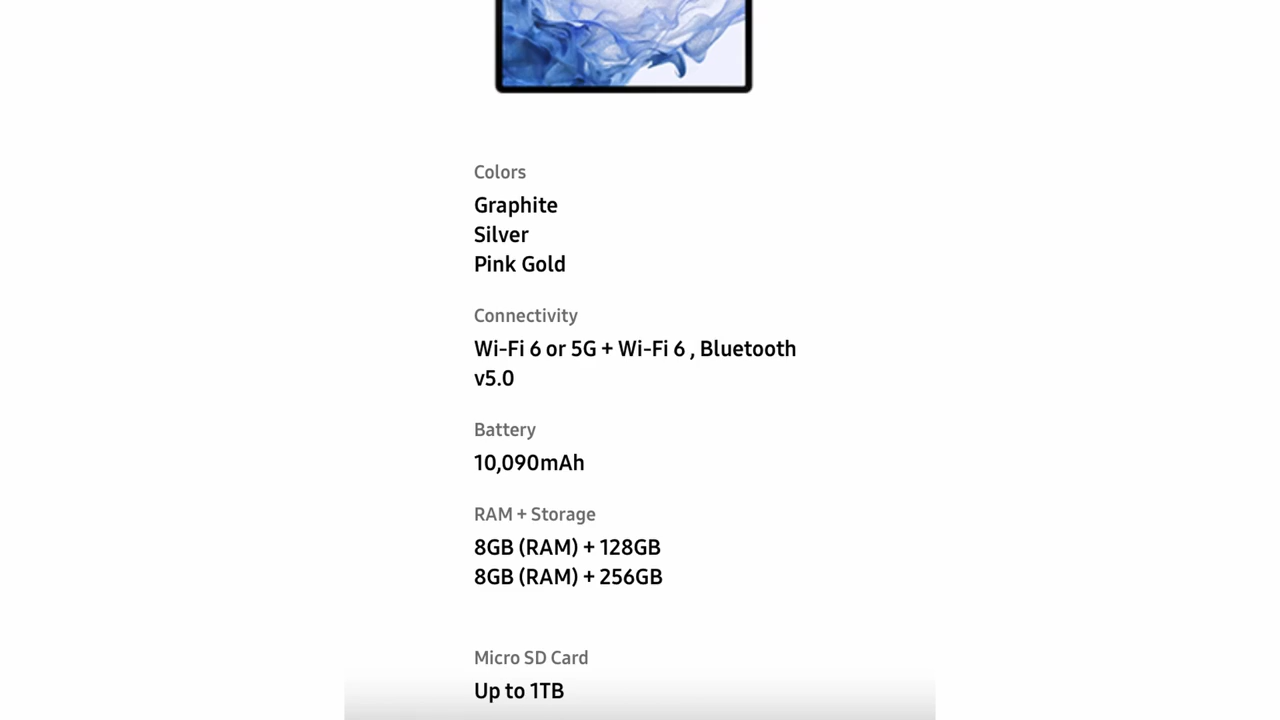 Colors
Graphite
Silver
Pink Gold
Connectivity
Wi-Fi 6 or 5G + Wi-Fi 6 , Bluetooth
v5.0
Battery
10,090mAh
RAM + Storage
8GB (RAM) + 128GB
8GB (RAM) + 256GB
Micro SD Card
Up to 1TB